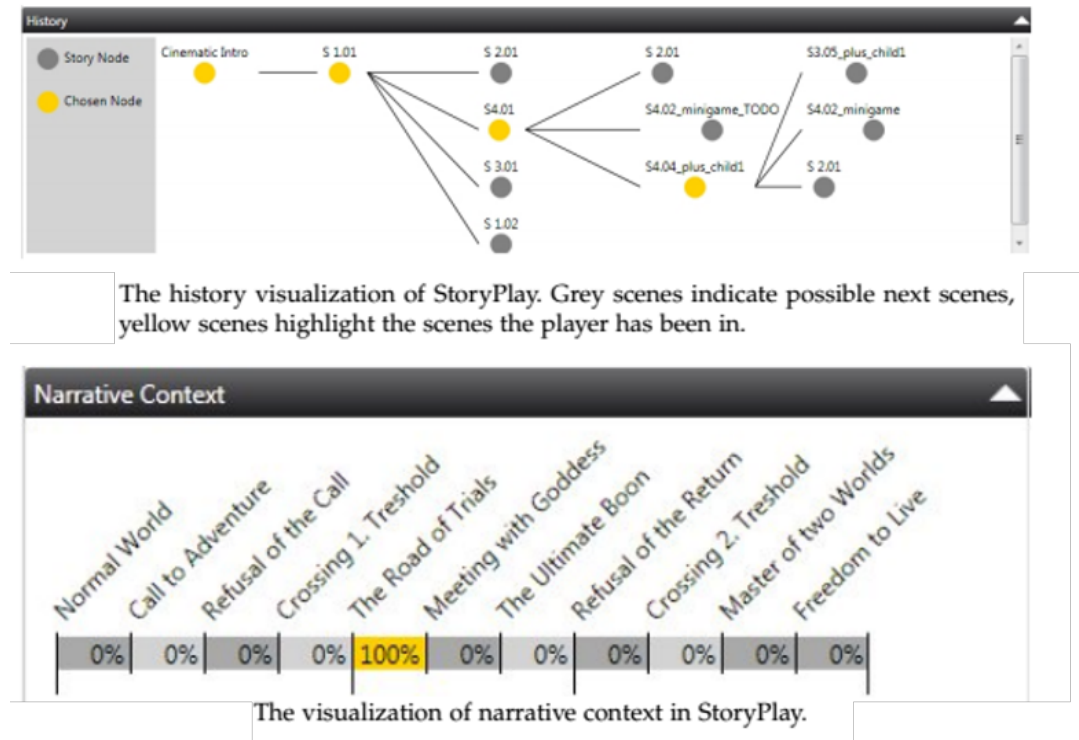 History
Story Node
Chosen Node
Cinematic Intro
S 1.01
S 2.01
S 2.01
S3.05_plus_child1
S4.01
S4.02_minigame_TODO
S4.02_minigame
S 3.01
S4.04_plus_child1
S 2.01
S 1.02
The history visualization of StoryPlay. Grey scenes indicate possible next scenes,
yellow scenes highlight the scenes the player has been in.
Narrative Context
Normal World
Call to Adventure
Refusal of the Call
Crossing 1. Treshold
The Road of Trials
Meeting with Goddess
The Ultimate Boon
Refusal of the Return
Crossing 2. Treshold
Master of two Worlds
Freedom to Live
0% 0% 0% 0% 100% 0% 0% 0% 0% 0% 0%
The visualization of narrative context in StoryPlay.